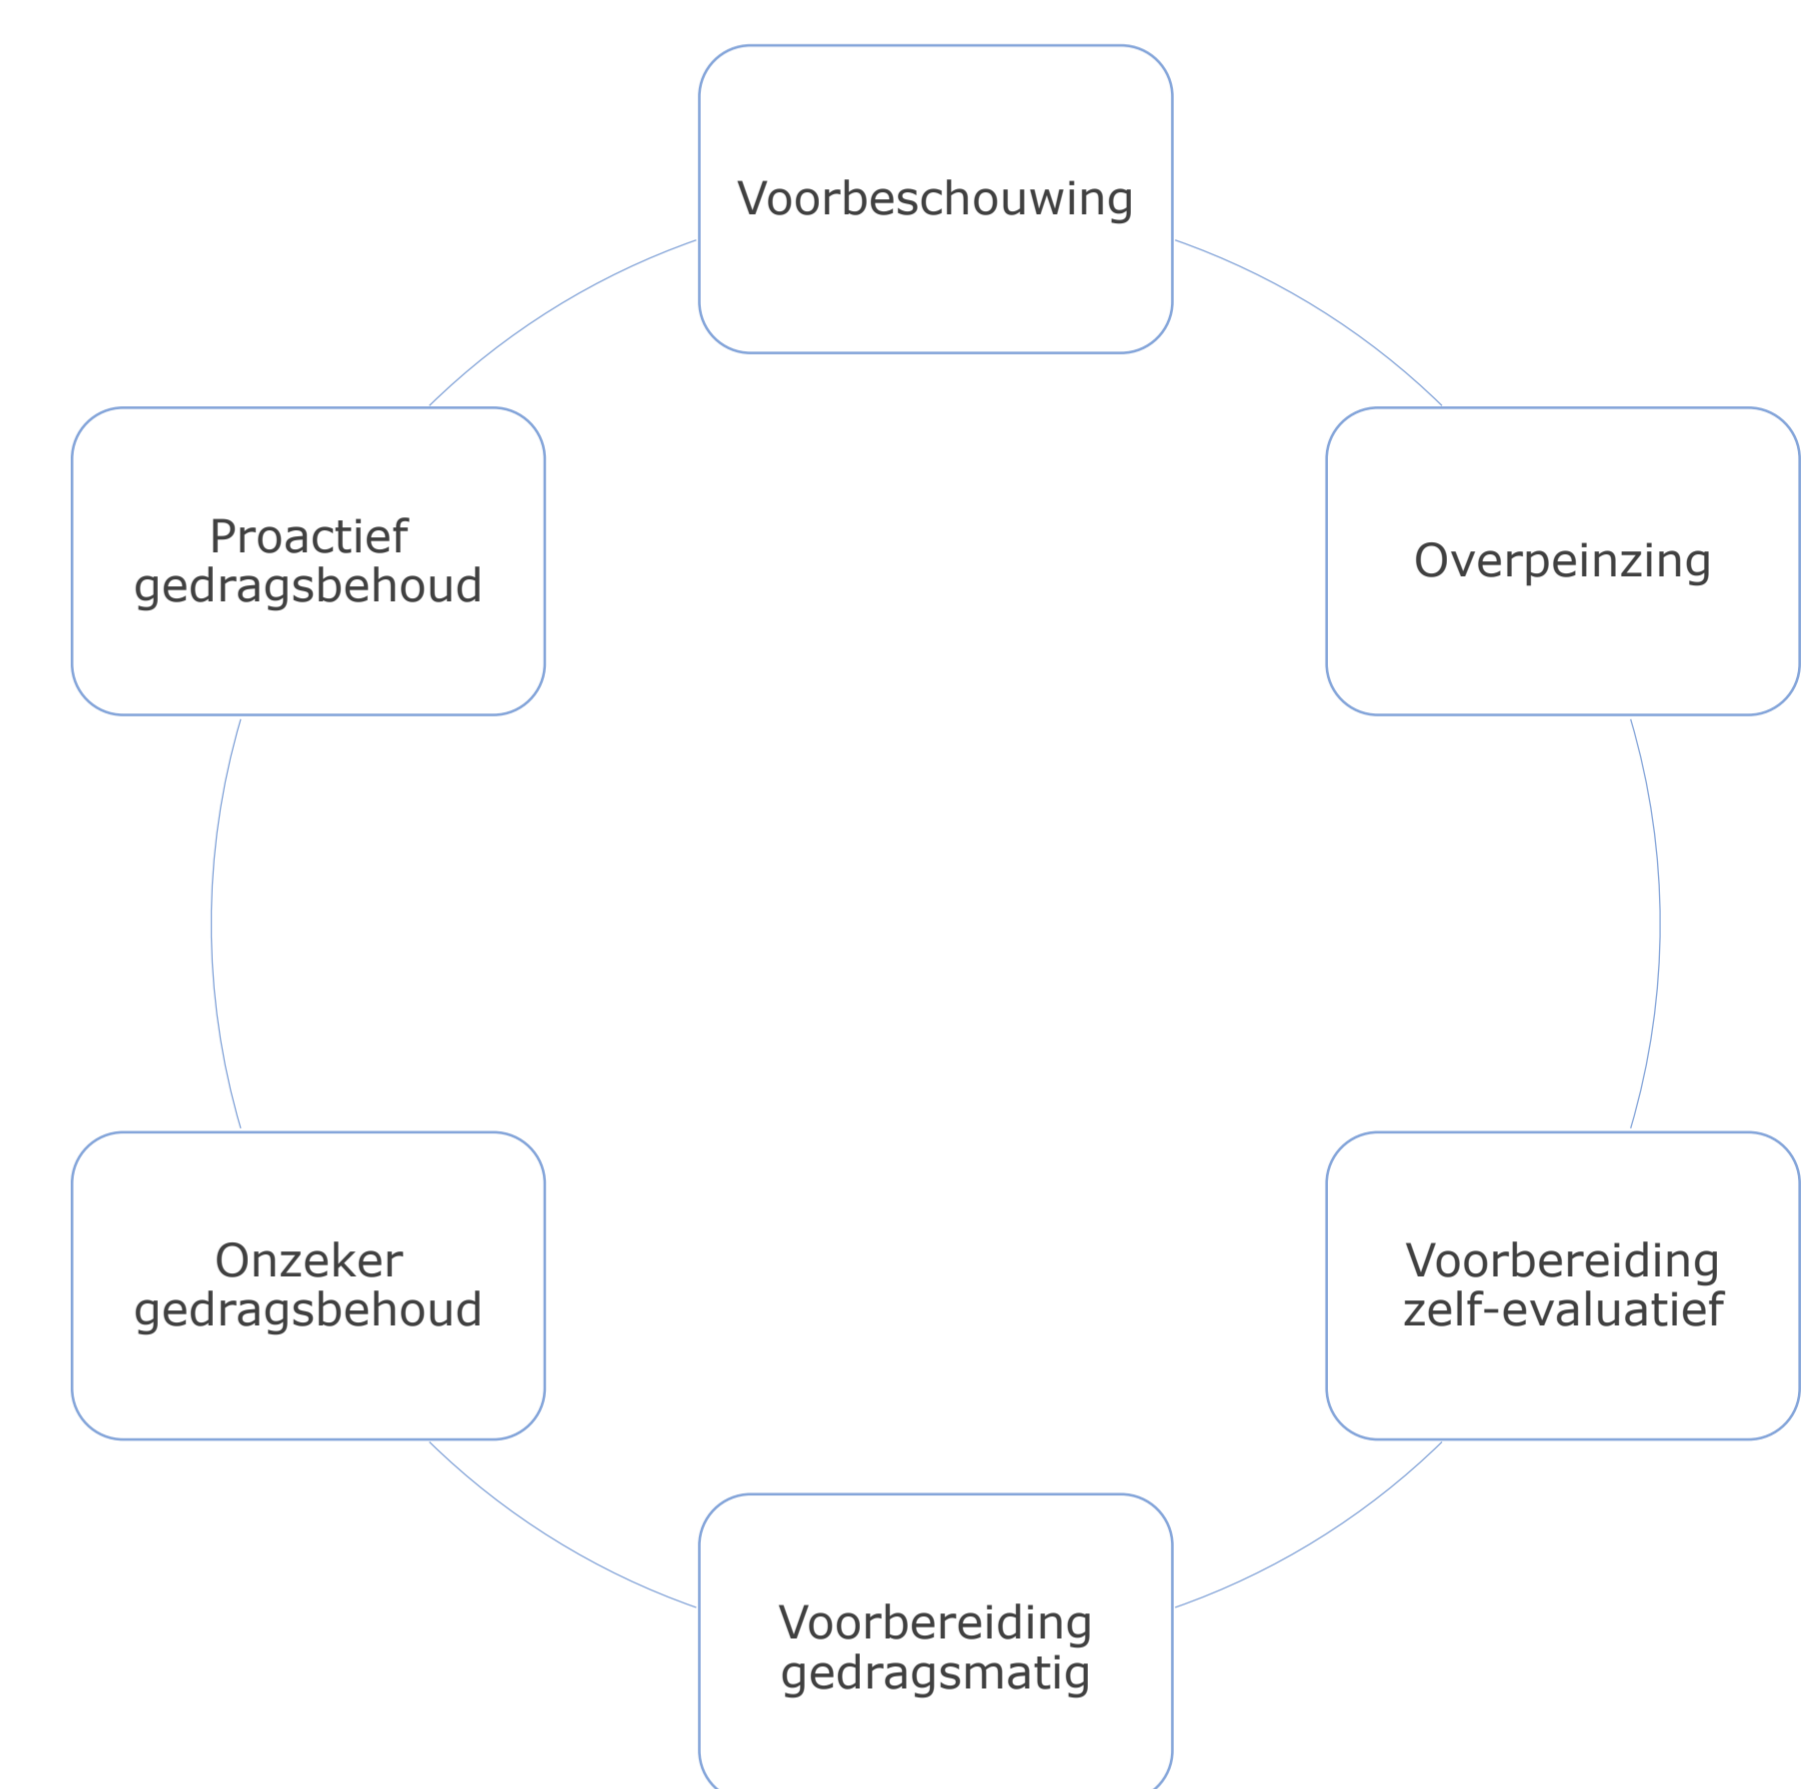 Voorbeschouwing
Overpeinzing
Voorbereiding
zelf-evaluatief
Voorbereiding
gedragsmatig
Onzeker
gedragsbehoud
Proactief
gedragsbehoud